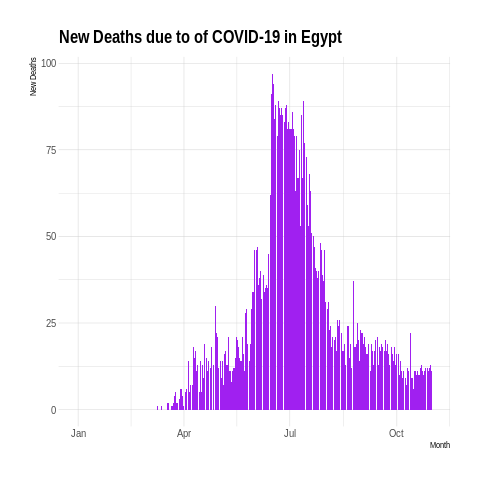 New Deaths due to of COVID-19 in Egypt
New Deaths
100
75
50
25
0
Jan Apr Jul Oct
Month